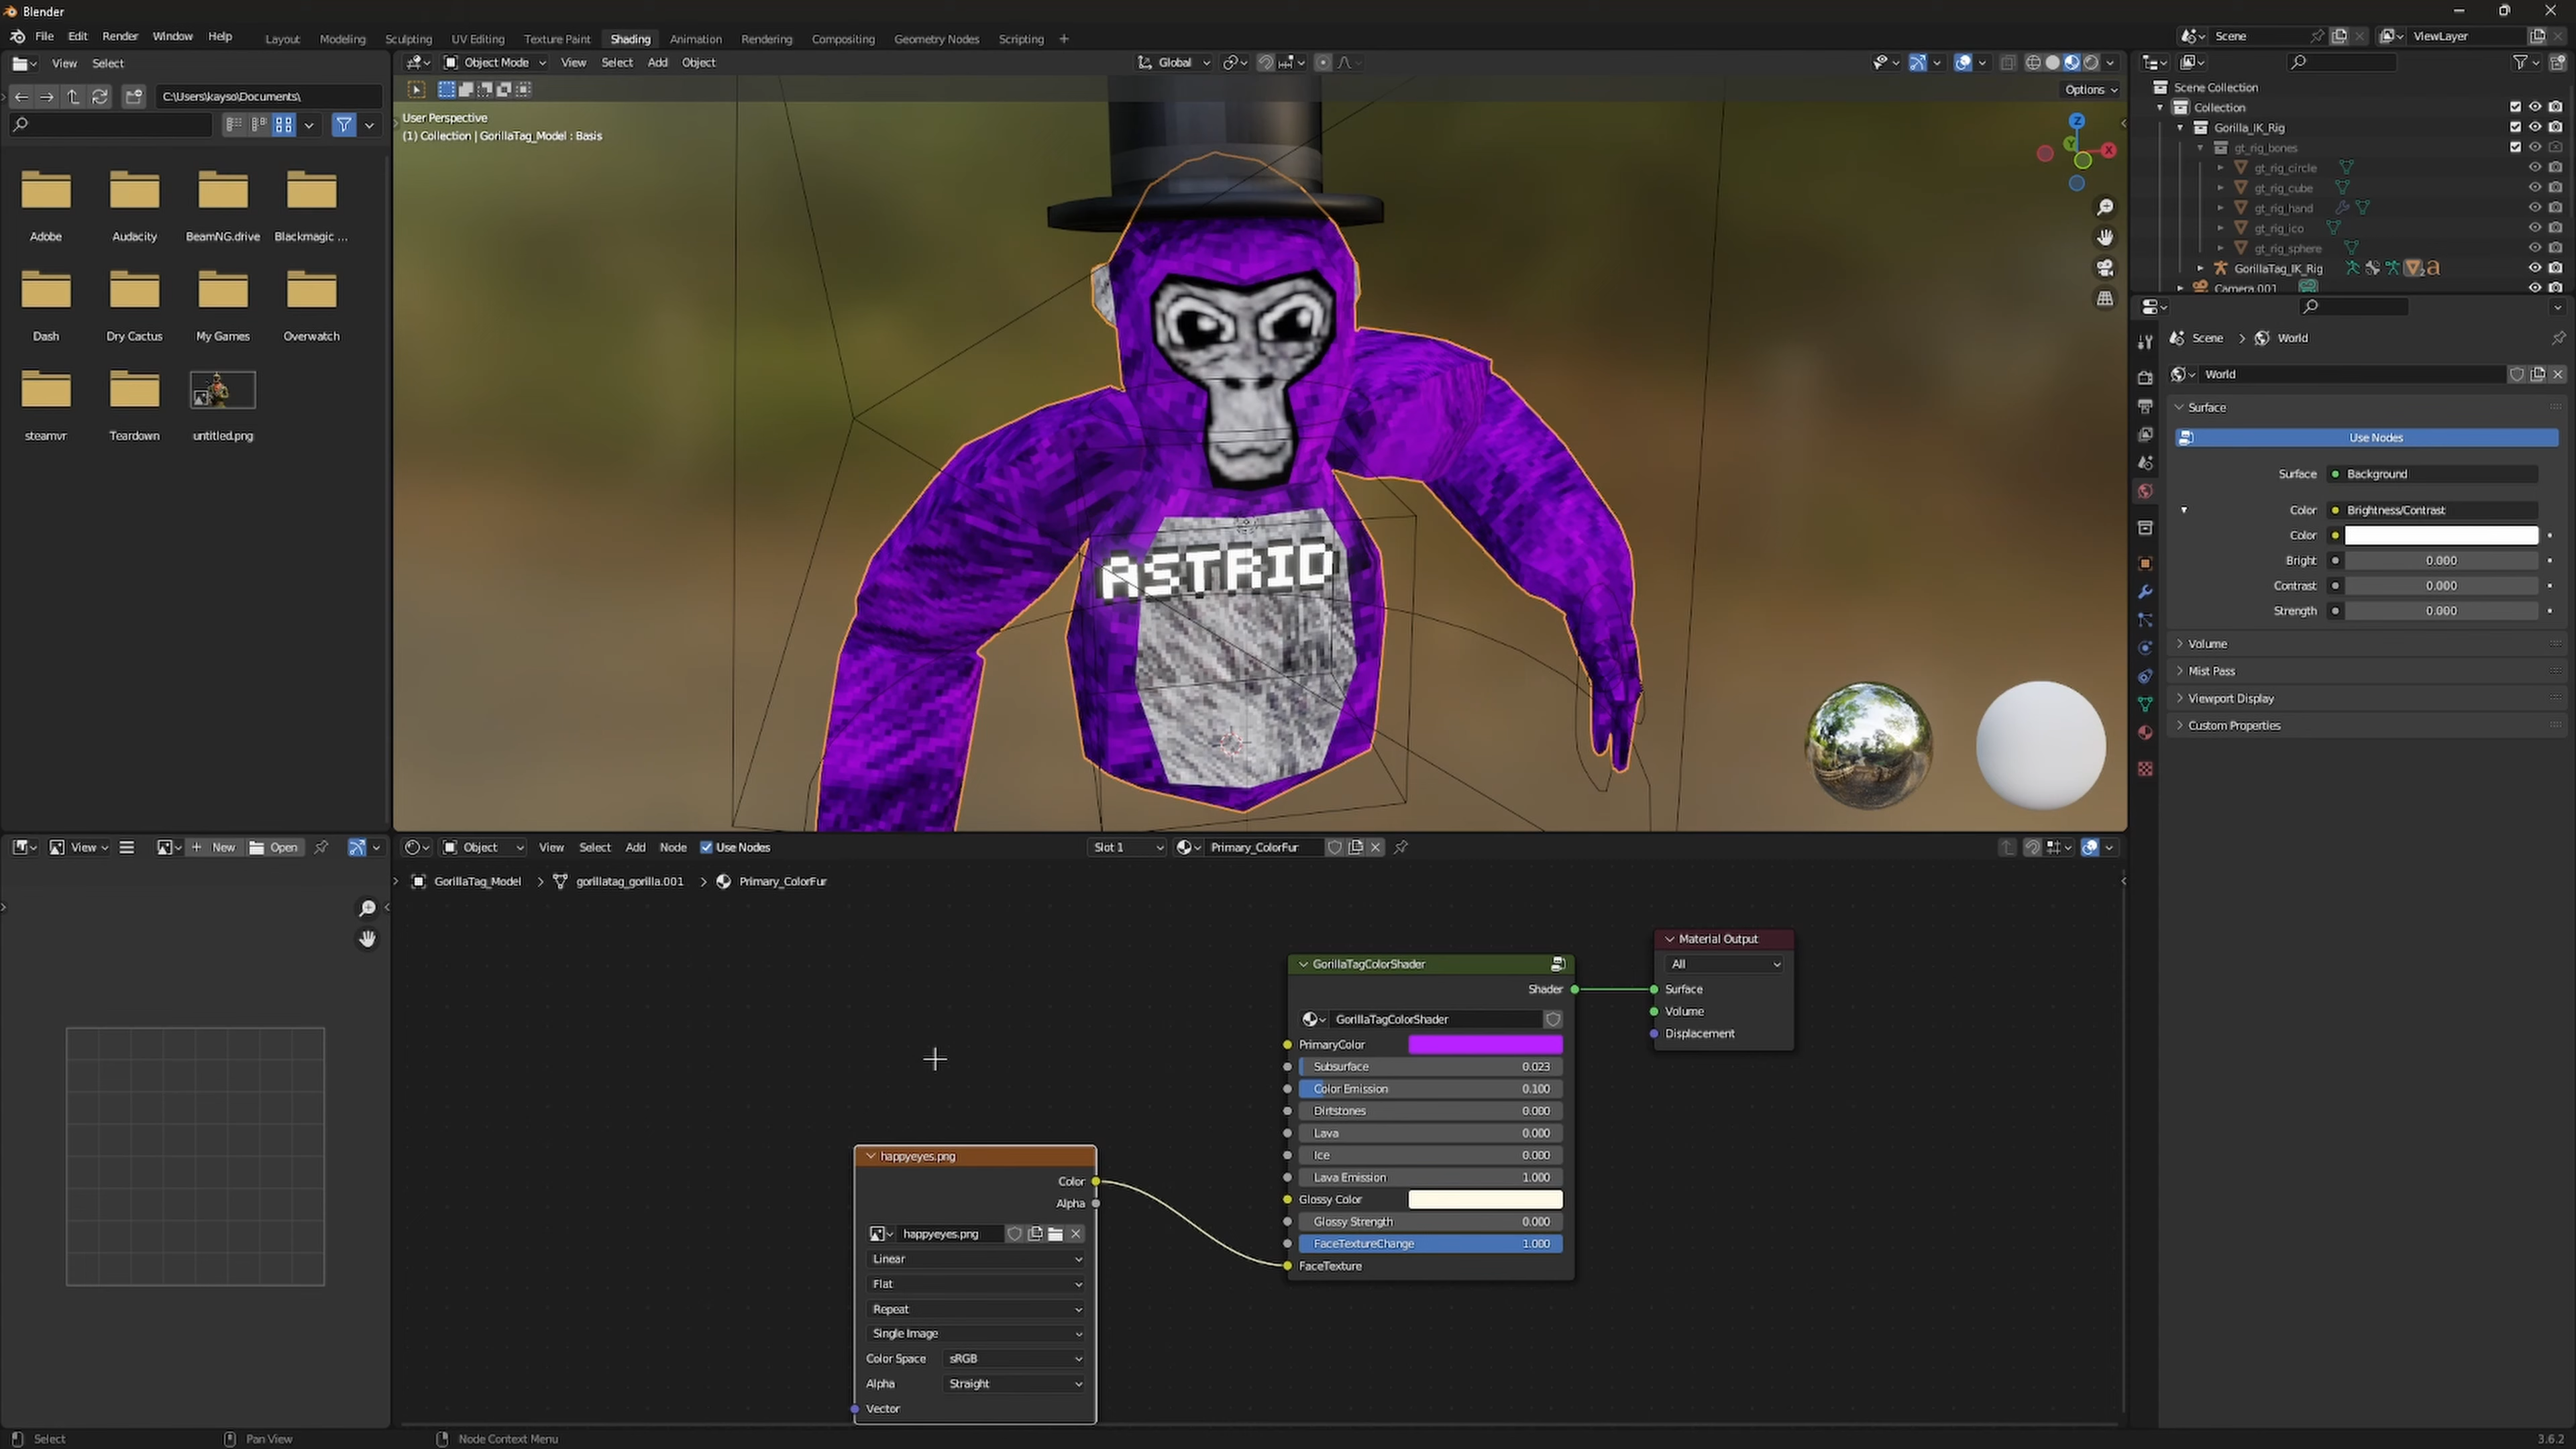 Blender
File Edit Render Window Help Layout Modeling Sculpting UV Editing Texture Paint Shading Animation Rendering Compositing Geometry Nodes Scripting + Scene ViewLayer
View Select
Object Mode View Select Add Object Global
C:\Users\kayso\Documents\
Options
User Perspective
(1) Collection | GorillaTag_Model : Basis
Adobe Audacity BeamNG.drive Blackmagic ...
Dash Dry Cactus My Games Overwatch
steamvr Teardown untitled.png
ASTRID
Z
Y
X
Scene Collection
Collection
Gorilla_IK_Rig
gt_rig_bones
gt_rig_circle
gt_rig_cube
gt_rig_hand
gt_rig_ico
gt_rig_sphere
GorillaTag_IK_Rig 2 a
Camera.001
Scene > World
World
Surface
Use Nodes
Surface Background
Color Brightness/Contrast
Color
Bright 0.000
Contrast 0.000
Strength 0.000
Volume
Mist Pass
Viewport Display
Custom Properties
View + New Open
Object View Select Add Node Use Nodes Slot 1 Primary_ColorFur
GorillaTag_Model > gorillatag_gorilla.001 > Primary_ColorFur
happyeyes.png
Color
Alpha
happyeyes.png
Linear
Flat
Repeat
Single Image
Color Space sRGB
Alpha Straight
Vector
GorillaTagColorShader
Shader
GorillaTagColorShader
PrimaryColor
Subsurface 0.023
Color Emission 0.100
Dirtstones 0.000
Lava 0.000
Ice 0.000
Lava Emission 1.000
Glossy Color
Glossy Strength 0.000
FaceTextureChange 1.000
FaceTexture
Material Output
All
Surface
Volume
Displacement
Select Pan View Node Context Menu 3.6.2